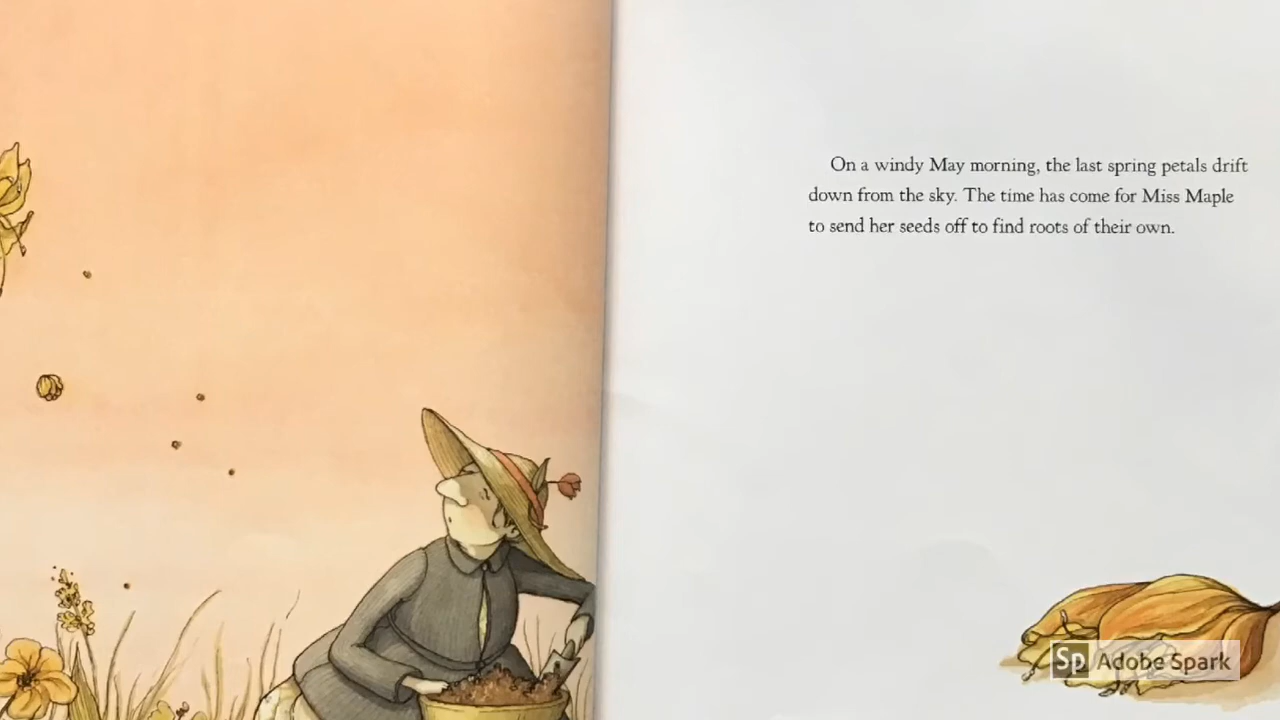 On a windy May morning, the last spring petals drift
down from the sky. The time has come for Miss Maple
to send her seeds off to find roots of their own.
Sp Adobe Spark